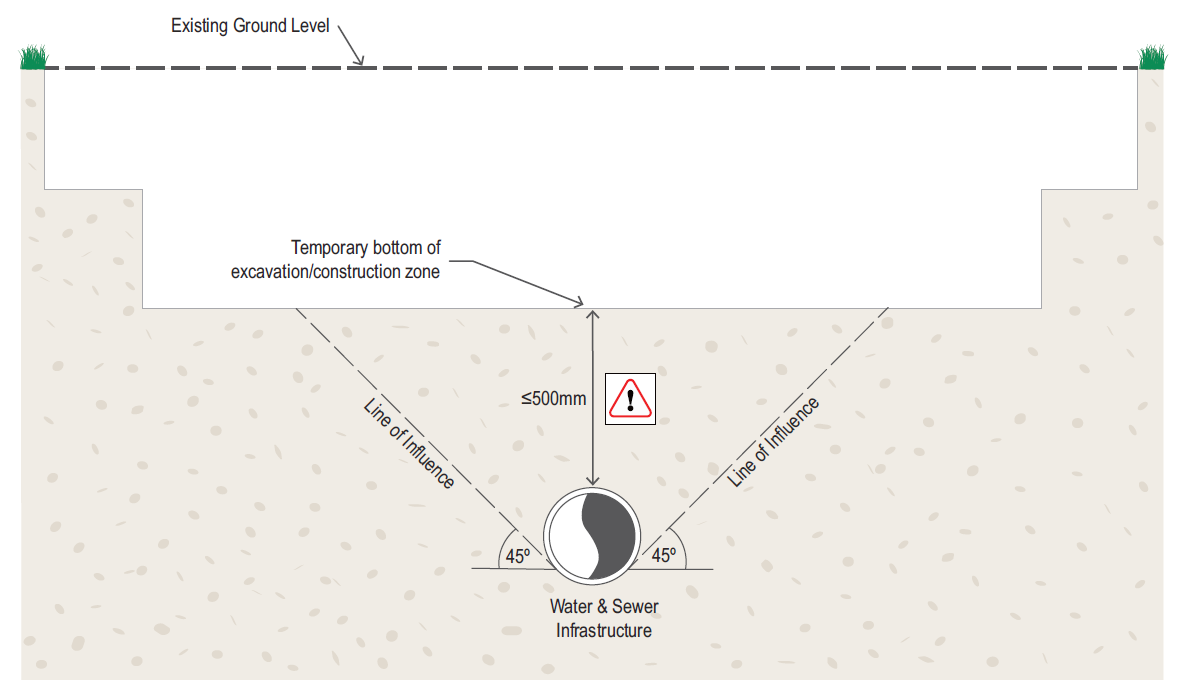 Existing Ground Level
Temporary bottom of
excavation/construction zone
≤500mm
Line of Influence
Line of Influence
45º
45º
Water & Sewer
Infrastructure